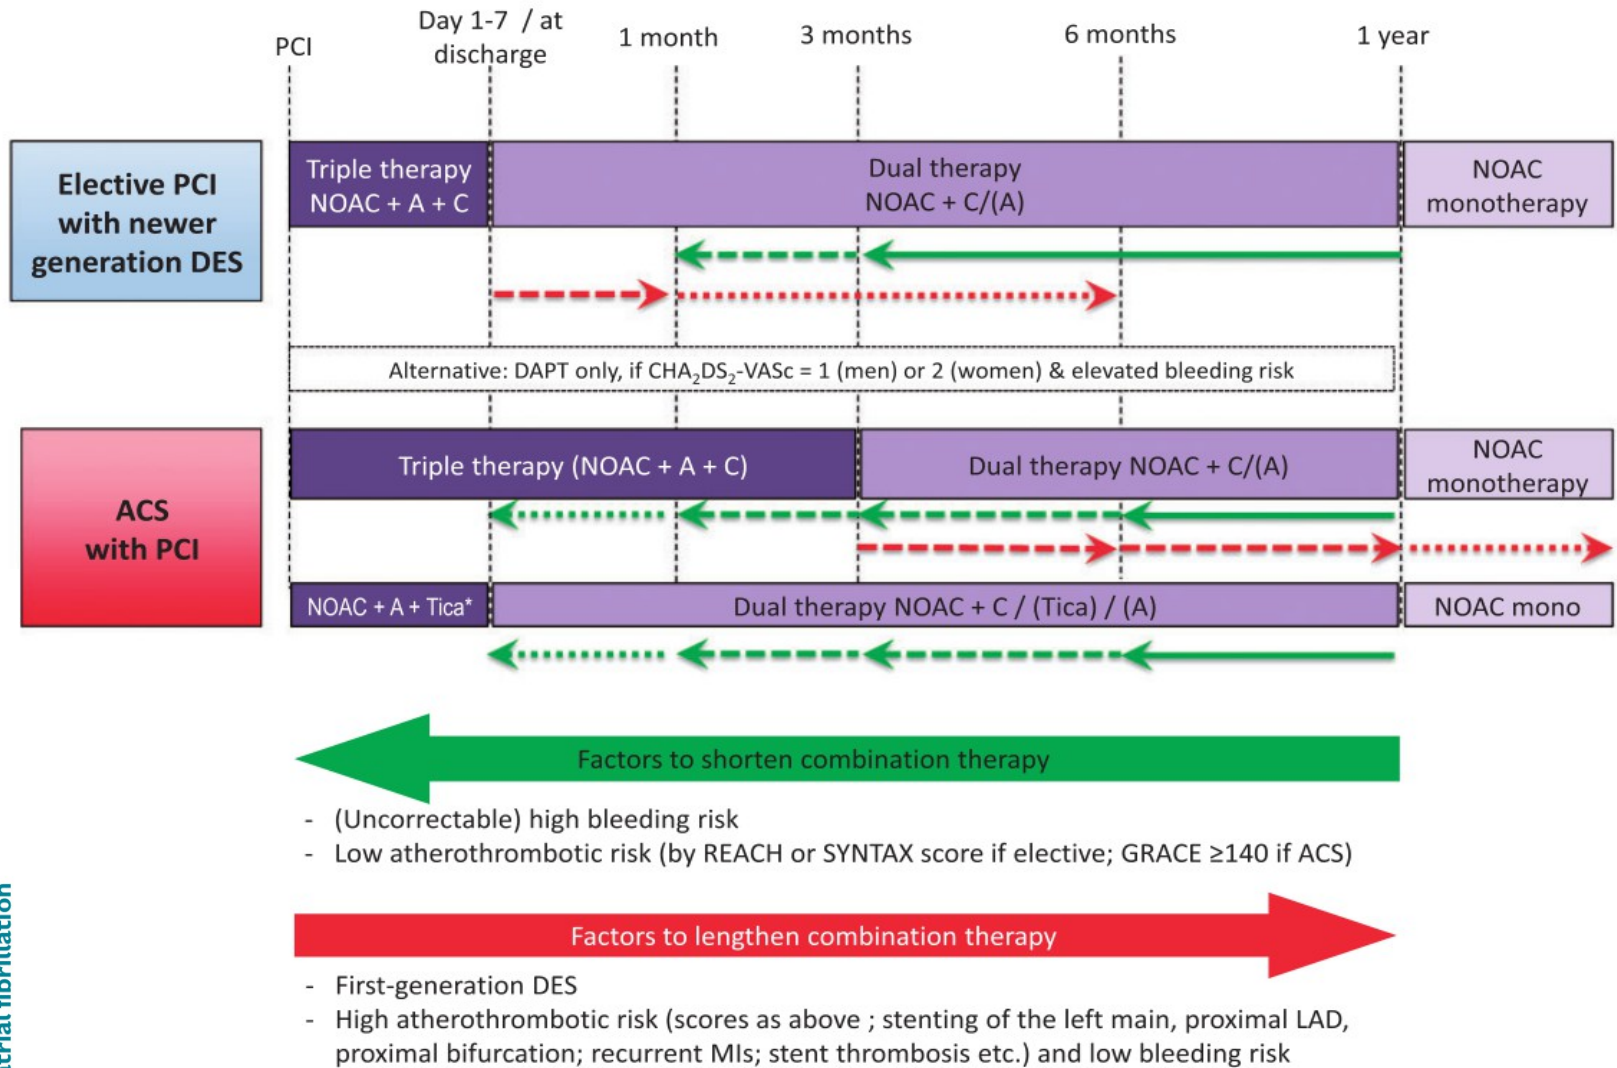 PCI
Day 1-7 / at
discharge
1 month
3 months
6 months
1 year
Elective PCI
with newer
generation DES
Triple therapy
NOAC + A + C
Dual therapy
NOAC + C/(A)
NOAC
monotherapy
Alternative: DAPT only, if CHA₂DS₂-VASc = 1 (men) or 2 (women) & elevated bleeding risk
ACS
with PCI
Triple therapy (NOAC + A + C)
Dual therapy NOAC + C/(A)
NOAC
monotherapy
NOAC + A + Tica*
Dual therapy NOAC + C / (Tica) / (A)
NOAC mono
Factors to shorten combination therapy
- (Uncorrectable) high bleeding risk
- Low atherothrombotic risk (by REACH or SYNTAX score if elective; GRACE ≥140 if ACS)
Factors to lengthen combination therapy
- First-generation DES
- High atherothrombotic risk (scores as above ; stenting of the left main, proximal LAD,
proximal bifurcation; recurrent MIs; stent thrombosis etc.) and low bleeding risk
atrial fibrillation